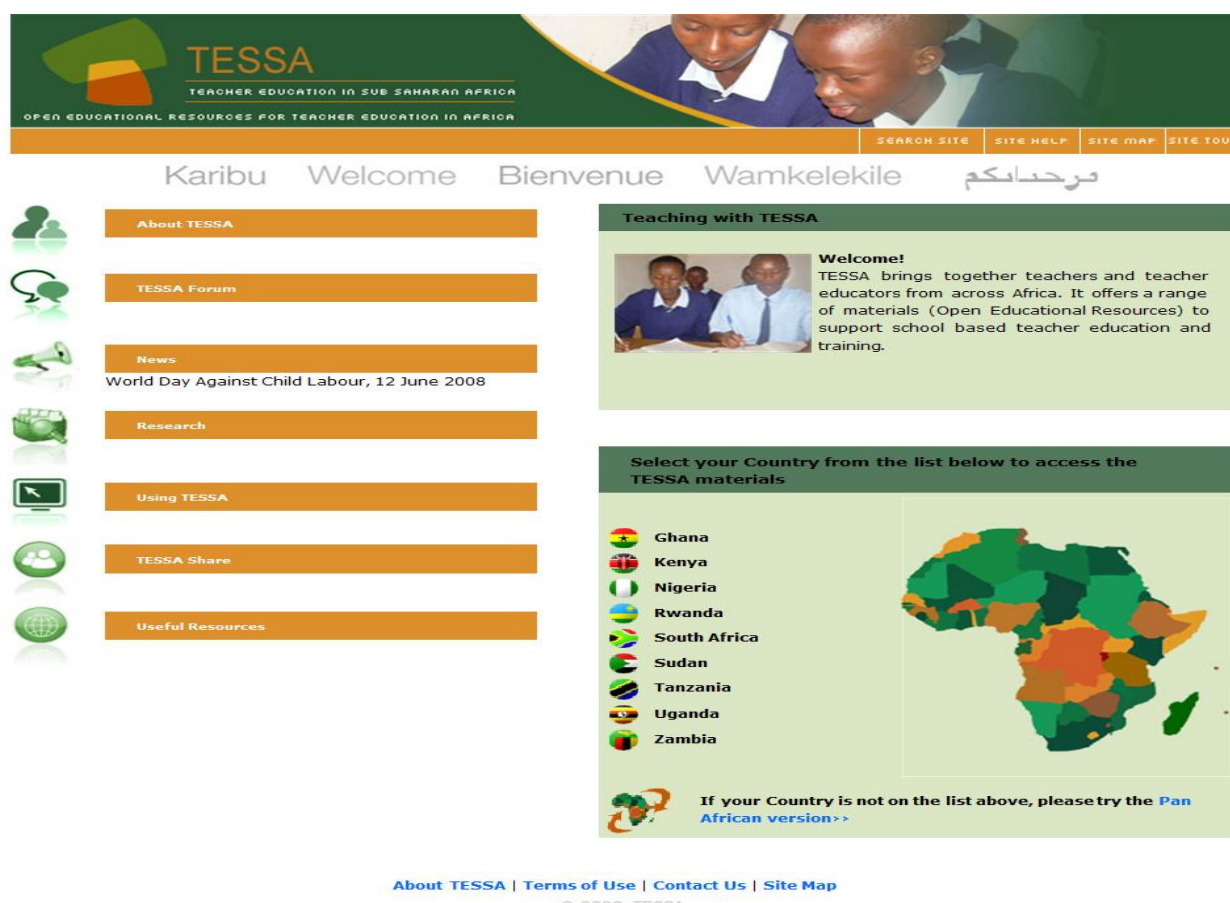 TESSA
TEACHER EDUCATION IN SUB SAHARAN AFRICA
OPEN EDUCATIONAL RESOURCES FOR TEACHER EDUCATION IN AFRICA
SEARCH SITE SITE HELP SITE MAP SITE TOU
Karibu Welcome Bienvenue Wamkelekile
About TESSA
TESSA Forum
News
World Day Against Child Labour, 12 June 2008
Research
Using TESSA
TESSA Share
Useful Resources
Teaching with TESSA
Welcome!
TESSA brings together teachers and teacher
educators from across Africa. It offers a range
of materials (Open Educational Resources) to
support school based teacher education and
training.
Select your Country from the list below to access the
TESSA materials
Ghana
Kenya
Nigeria
Rwanda
South Africa
Sudan
Tanzania
Uganda
Zambia
If your Country is not on the list above, please try the Pan
African version>>
About TESSA | Terms of Use | Contact Us | Site Map